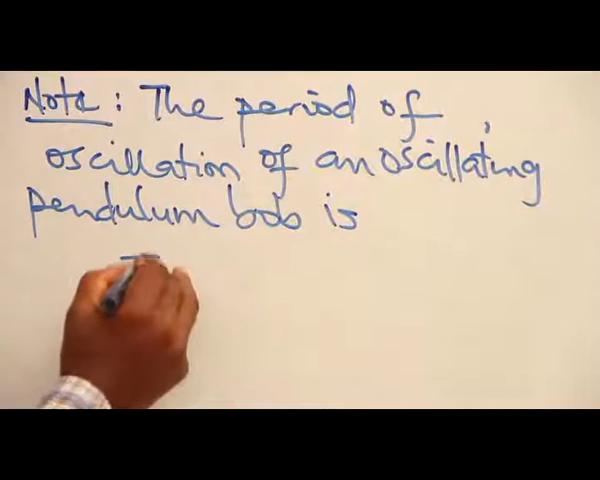 Note: The period of
oscillation of an oscillating
pendulum bob is